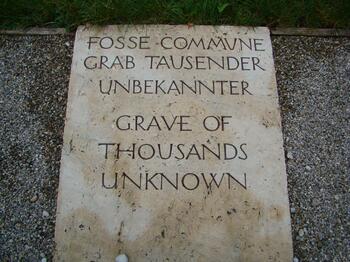 FOSSE COMMUNE
GRAB TAUSENDER
UNBEKANNTER
GRAVE OF
THOUSANDS
UNKNOWN